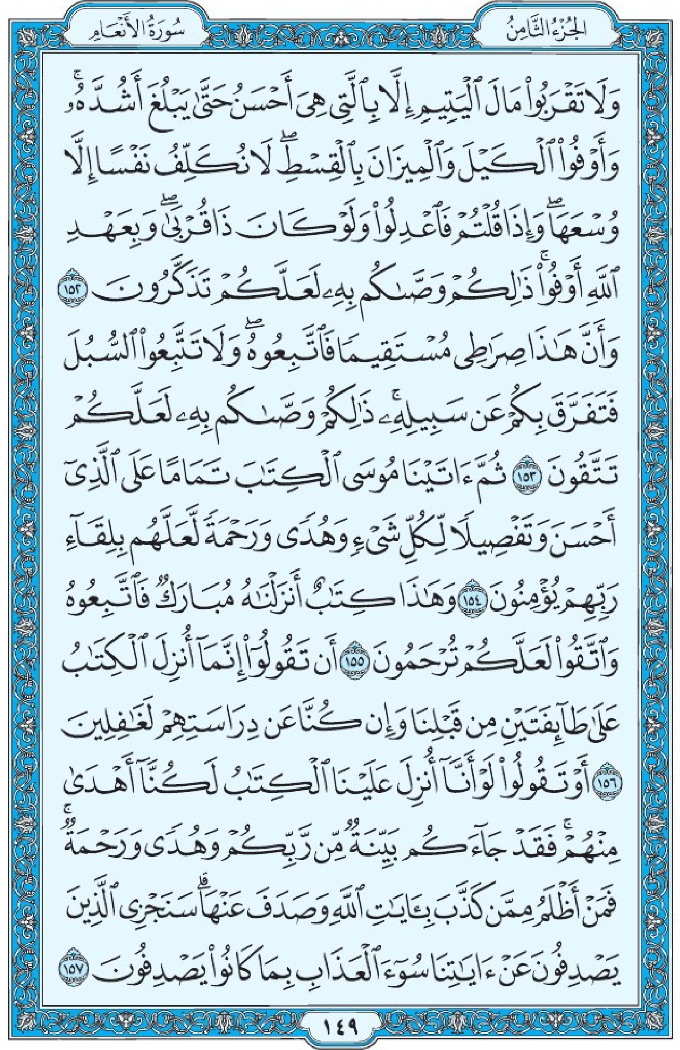 الجُزْءُ الثَّامِنُ
سُورَةُ الأَنْعَامِ
وَلَا تَقْرَبُوا۟ مَالَ ٱلْيَتِيمِ إِلَّا بِٱلَّتِى هِىَ أَحْسَنُ حَتَّىٰ يَبْلُغَ أَشُدَّهُۥ ۚ
وَأَوْفُوا۟ ٱلْكَيْلَ وَٱلْمِيزَانَ بِٱلْقِسْطِ ۖ لَا نُكَلِّفُ نَفْسًا إِلَّا
وُسْعَهَا ۖ وَإِذَا قُلْتُمْ فَٱعْدِلُوا۟ وَلَوْ كَانَ ذَا قُرْبَىٰ ۖ وَبِعَهْدِ
ٱللَّهِ أَوْفُوا۟ ۚ ذَٰلِكُمْ وَصَّىٰكُم بِهِۦ لَعَلَّكُمْ تَذَكَّرُونَ ١٥٢
وَأَنَّ هَٰذَا صِرَٰطِى مُسْتَقِيمًا فَٱتَّبِعُوهُ ۖ وَلَا تَتَّبِعُوا۟ ٱلسُّبُلَ
فَتَفَرَّقَ بِكُمْ عَن سَبِيلِهِۦ ۚ ذَٰلِكُمْ وَصَّىٰكُم بِهِۦ لَعَلَّكُمْ
تَتَّقُونَ ١٥٣ ثُمَّ ءَاتَيْنَا مُوسَى ٱلْكِتَٰبَ تَمَامًا عَلَى ٱلَّذِىٓ
أَحْسَنَ وَتَفْصِيلًا لِّكُلِّ شَىْءٍ وَهُدًى وَرَحْمَةً لَّعَلَّهُم بِلِقَآءِ
رَبِّهِمْ يُؤْمِنُونَ ١٥٤ وَهَٰذَا كِتَٰبٌ أَنزَلْنَٰهُ مُبَارَكٌ فَٱتَّبِعُوهُ
وَٱتَّقُوا۟ لَعَلَّكُمْ تُرْحَمُونَ ١٥٥ أَن تَقُولُوٓا۟ إِنَّمَآ أُنزِلَ ٱلْكِتَٰبُ
عَلَىٰ طَآئِفَتَيْنِ مِن قَبْلِنَا وَإِن كُنَّا عَن دِرَاسَتِهِمْ لَغَٰفِلِينَ
١٥٦ أَوْ تَقُولُوا۟ لَوْ أَنَّآ أُنزِلَ عَلَيْنَا ٱلْكِتَٰبُ لَكُنَّآ أَهْدَىٰ
مِنْهُمْ ۚ فَقَدْ جَآءَكُم بَيِّنَةٌ مِّن رَّبِّكُمْ وَهُدًى وَرَحْمَةٌ ۚ
فَمَنْ أَظْلَمُ مِمَّن كَذَّبَ بِـَٔايَٰتِ ٱللَّهِ وَصَدَفَ عَنْهَا ۗ سَنَجْزِى ٱلَّذِينَ
يَصْدِفُونَ عَنْ ءَايَٰتِنَا سُوٓءَ ٱلْعَذَابِ بِمَا كَانُوا۟ يَصْدِفُونَ ١٥٧
١٤٩